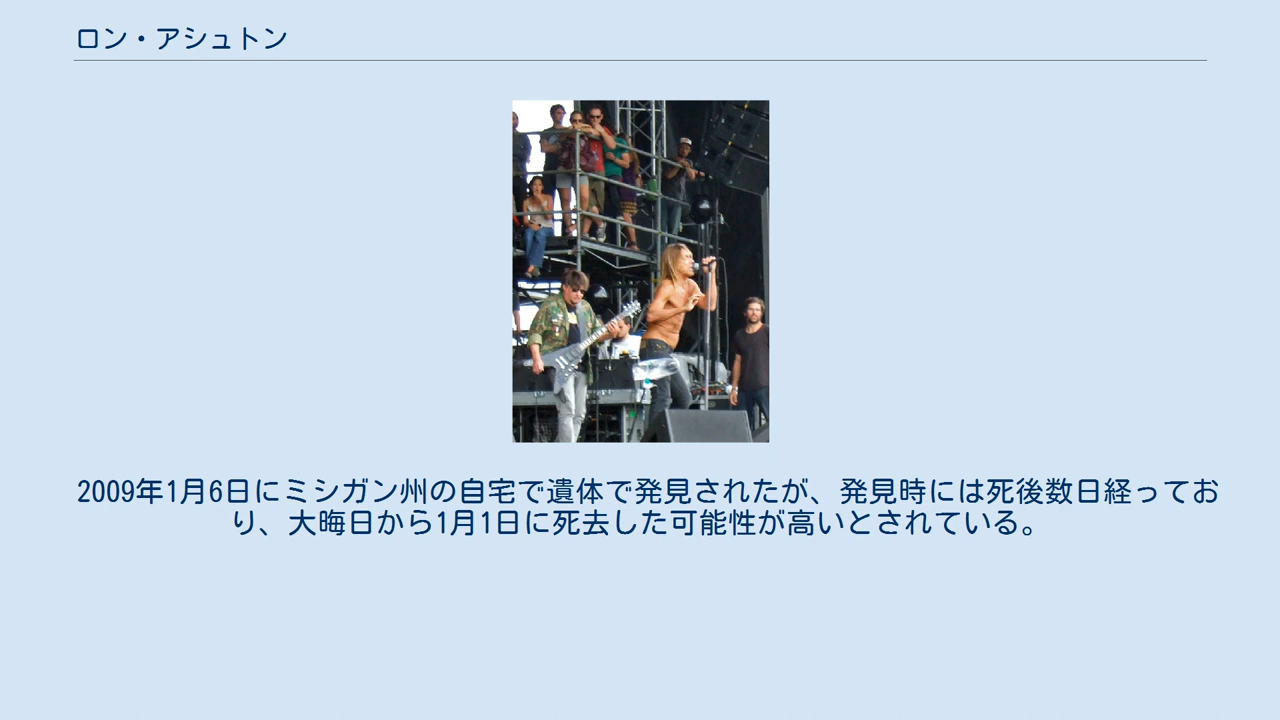 ロン・アシュトン
2009年1月6日にミシガン州の自宅で遺体で発見されたが、発見時には死後数日経ってお
り、大晦日から1月1日に死去した可能性が高いとされている。